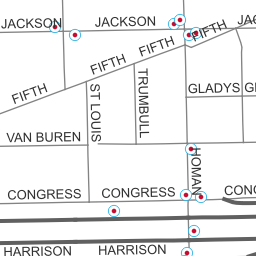 JACKSON
JACKSON
JAC
FIFTH
FIFTH
FIFTH
FIFTH
ST LOUIS
TRUMBULL
GLADYS
G
VAN BUREN
HOMAN
CONGRESS
CONGRESS
CONG
HARRISON
HARRISON